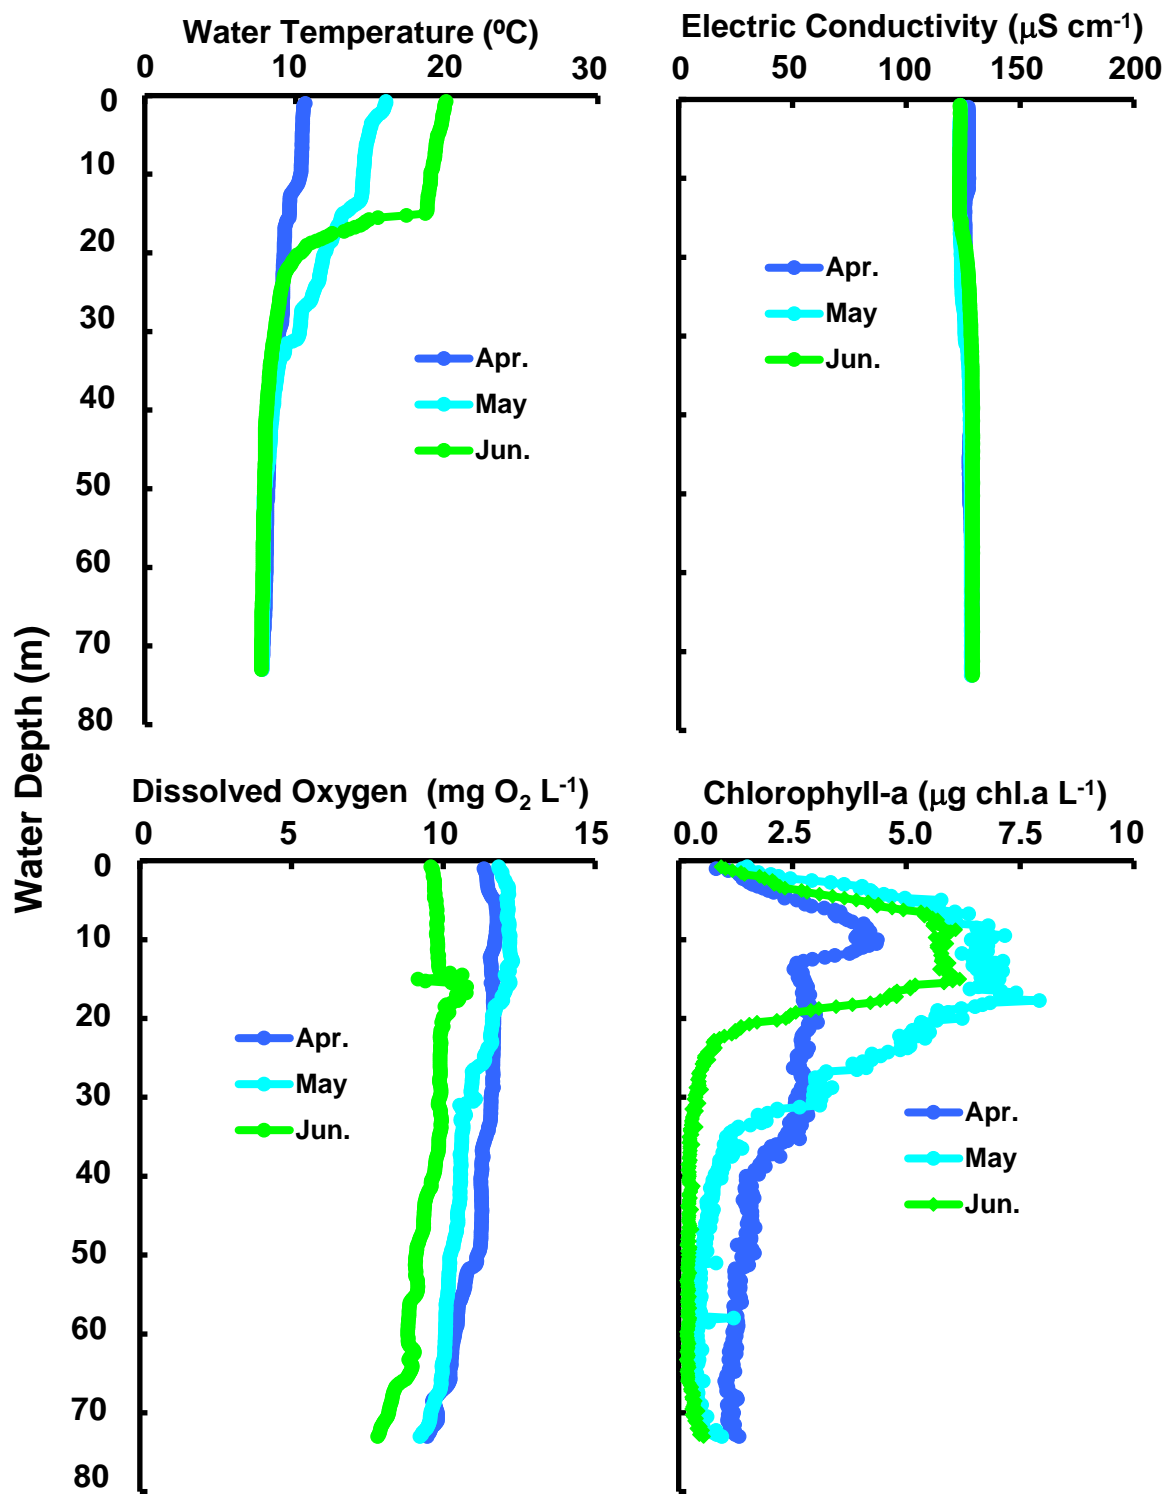 Water Temperature (⁰C)
0 10 20 30
0
10
20
30
40
50
60
70
80
Apr.
May
Jun.
Electric Conductivity (μS cm⁻¹)
0 50 100 150 200
Apr.
May
Jun.
Water Depth (m)
Dissolved Oxygen (mg O₂ L⁻¹)
0 5 10 15
0
10
20
30
40
50
60
70
80
Apr.
May
Jun.
Chlorophyll-a (μg chl.a L⁻¹)
0.0 2.5 5.0 7.5 10
Apr.
May
Jun.